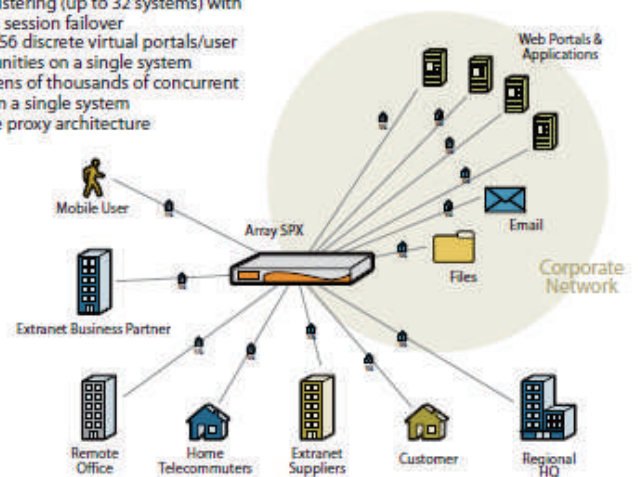 stering (up to 32 systems) with
session failover
56 discrete virtual portals/user
nities on a single system
ens of thousands of concurrent
m a single system
e proxy architecture
Web Portals &
Applications
Mobile User
Array SPX
Email
Files
Corporate
Network
Extranet Business Partner
Remote
Office
Home
Telecommuters
Extranet
Suppliers
Customer
Regional
HQ